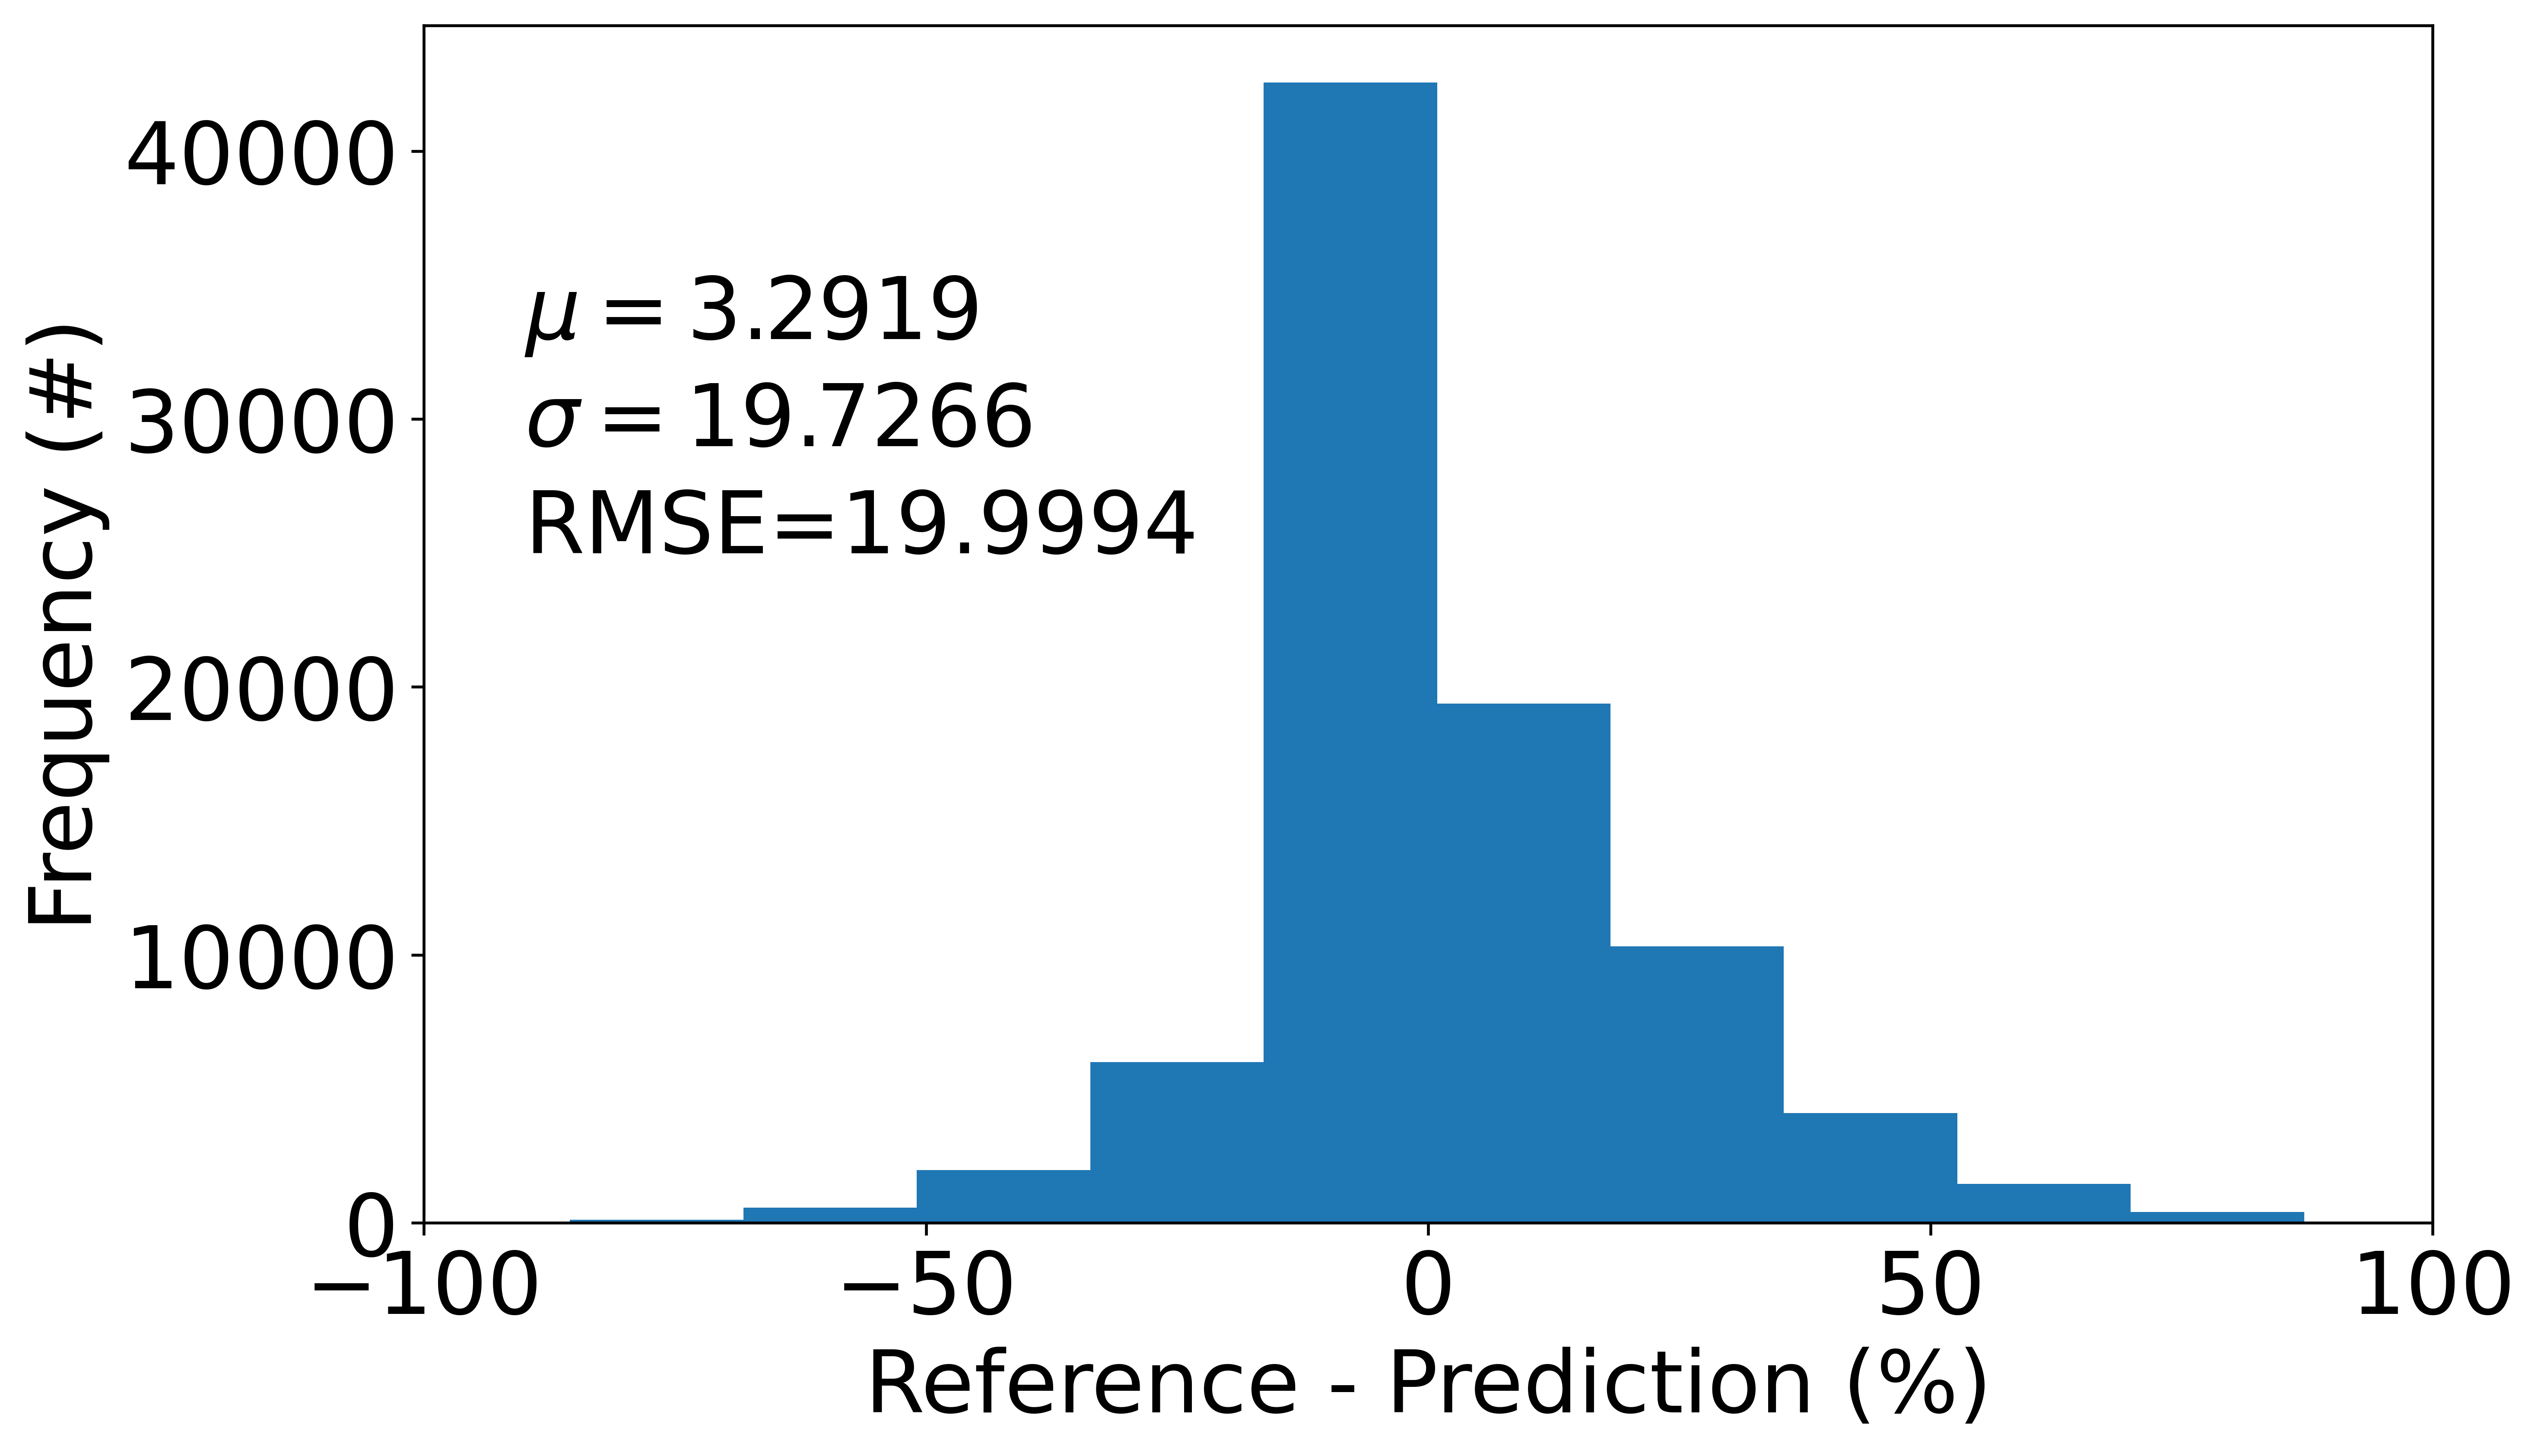 40000
30000
20000
10000
0
Frequency (#)
μ = 3.2919
σ = 19.7266
RMSE=19.9994
−100 −50 0 50 100
Reference - Prediction (%)